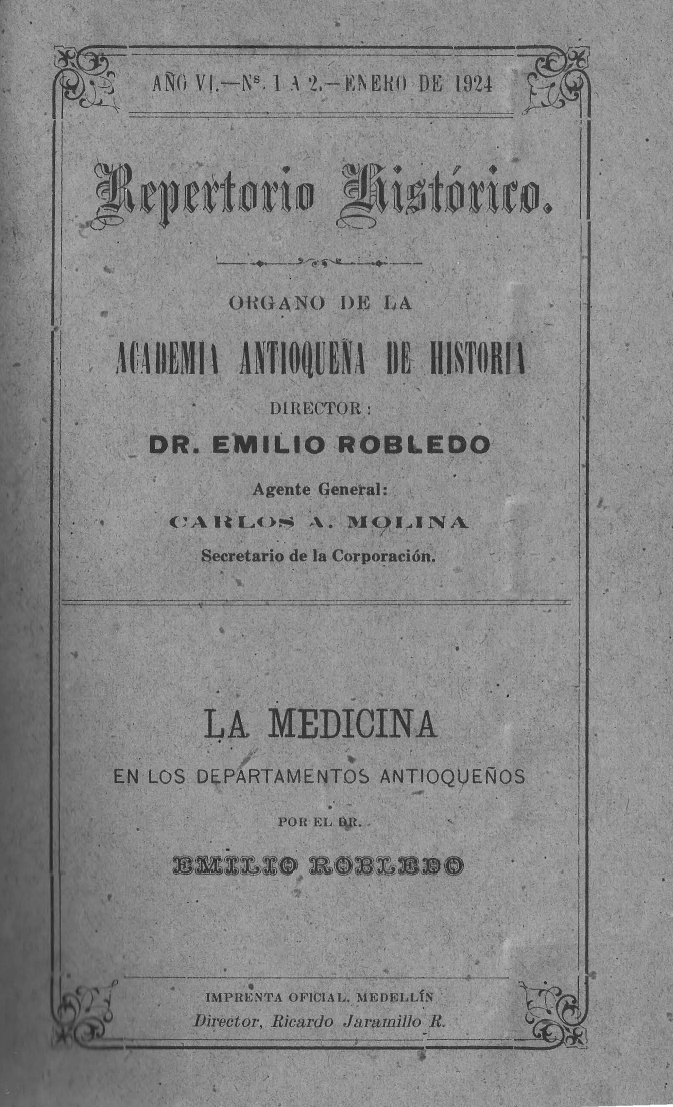 AÑO VI.—Nˢ. 1 A 2.—ENERO DE 1924
Repertorio Histórico.
ORGANO DE LA
ACADEMIA ANTIOQUEÑA DE HISTORIA
DIRECTOR:
DR. EMILIO ROBLEDO
Agente General:
CARLOS A. MOLINA
Secretario de la Corporación.
LA MEDICINA
EN LOS DEPARTAMENTOS ANTIOQUEÑOS
POR EL DR.
EMILIO ROBLEDO
IMPRENTA OFICIAL. MEDELLÍN
Director, Ricardo Jaramillo R.